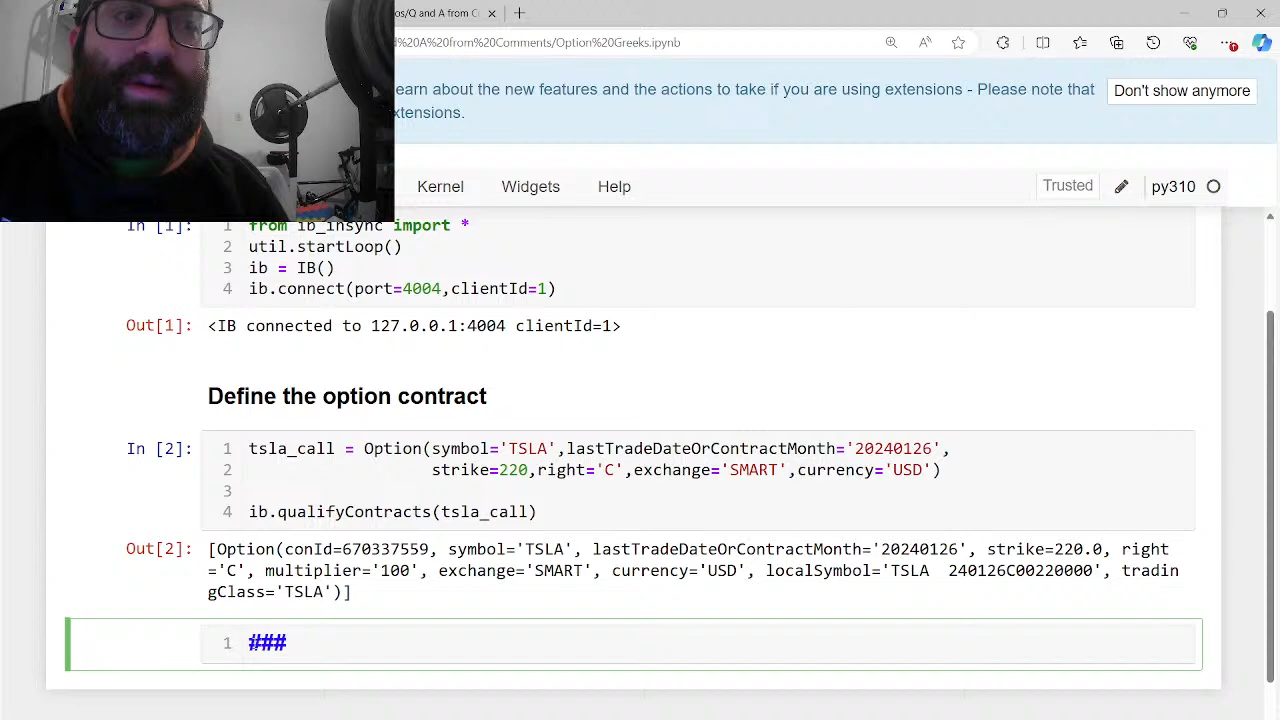 os/Q and A from C
d%20A%20from%20Comments/Option%20Greeks.ipynb
earn about the new features and the actions to take if you are using extensions - Please note that
xtensions.
Don't show anymore
Kernel Widgets Help
Trusted
py310
In [1]:
1 from ib_insync import *
2 util.startLoop()
3 ib = IB()
4 ib.connect(port=4004,clientId=1)
Out[1]: <IB connected to 127.0.0.1:4004 clientId=1>
Define the option contract
In [2]:
1 tsla_call = Option(symbol='TSLA',lastTradeDateOrContractMonth='20240126',
2 strike=220,right='C',exchange='SMART',currency='USD')
3
4 ib.qualifyContracts(tsla_call)
Out[2]: [Option(conId=670337559, symbol='TSLA', lastTradeDateOrContractMonth='20240126', strike=220.0, right
='C', multiplier='100', exchange='SMART', currency='USD', localSymbol='TSLA  240126C00220000', tradin
gClass='TSLA')]
1 ###